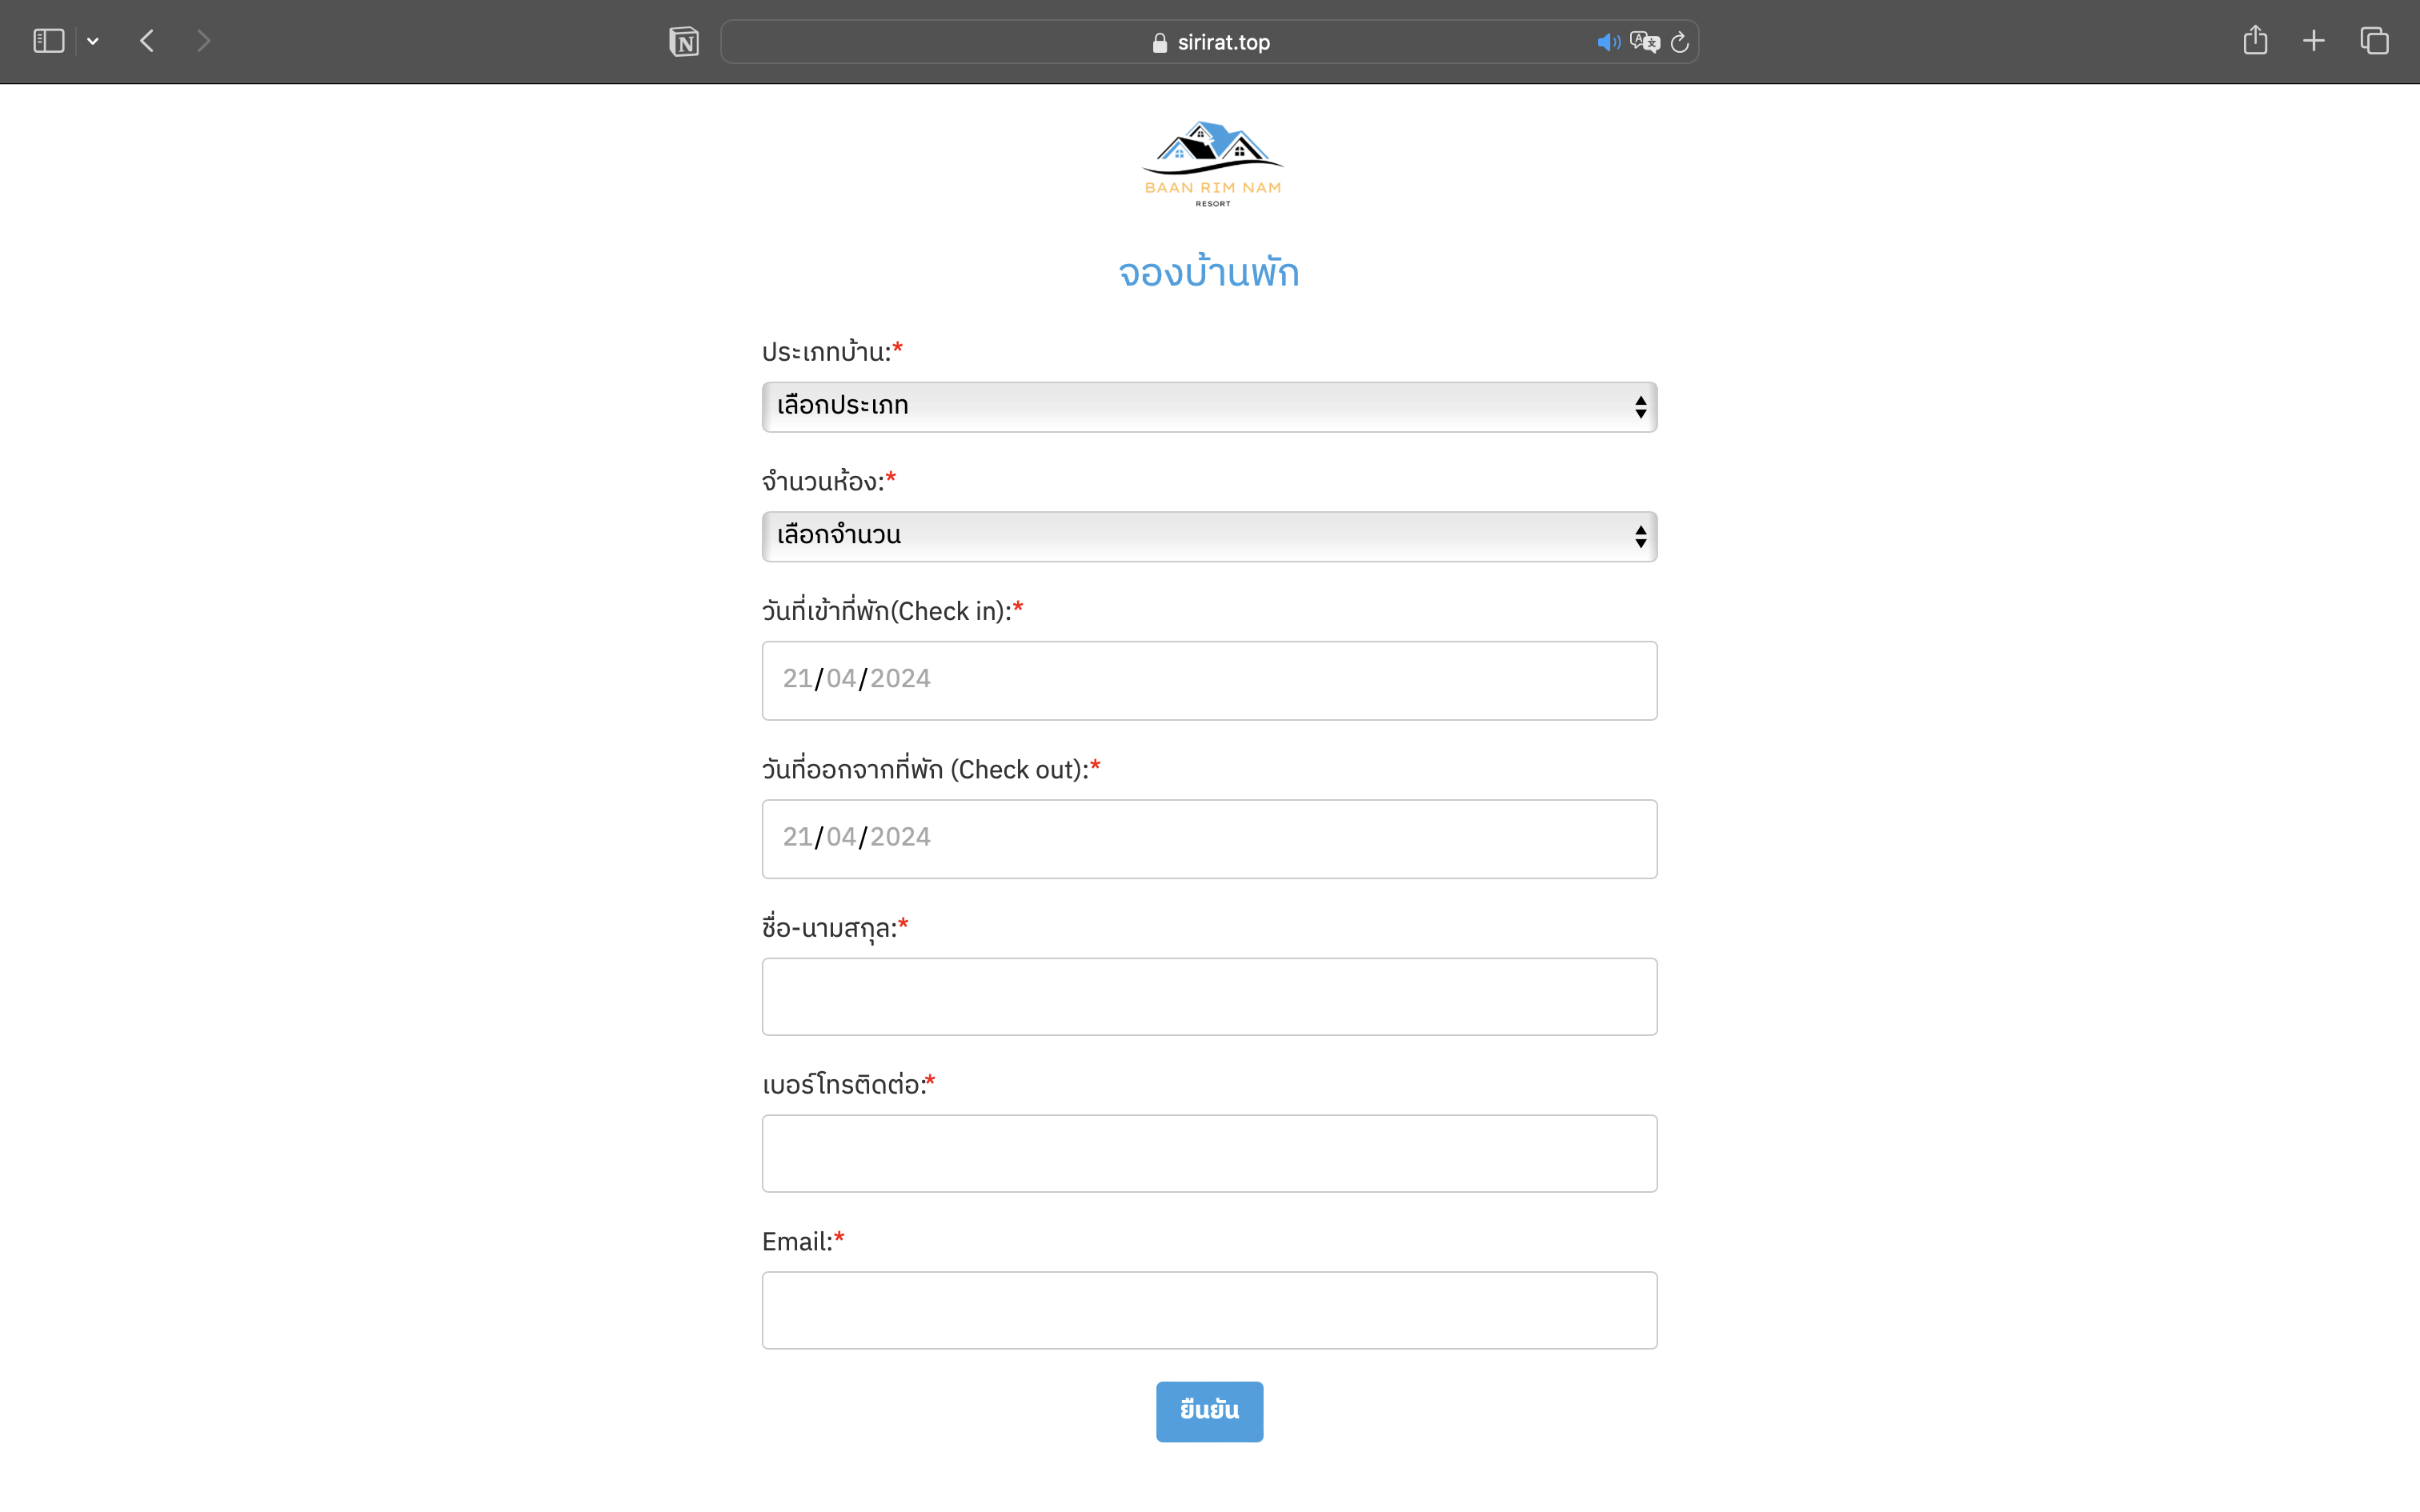 sirirat.top
BAAN RIM NAM
RESORT
จองบ้านพัก
ประเภทบ้าน:*
เลือกประเภท
จำนวนห้อง:*
เลือกจำนวน
วันที่เข้าที่พัก(Check in):*
21/04/2024
วันที่ออกจากที่พัก (Check out):*
21/04/2024
ชื่อ-นามสกุล:*
เบอร์โทรติดต่อ:*
Email:*
ยืนยัน